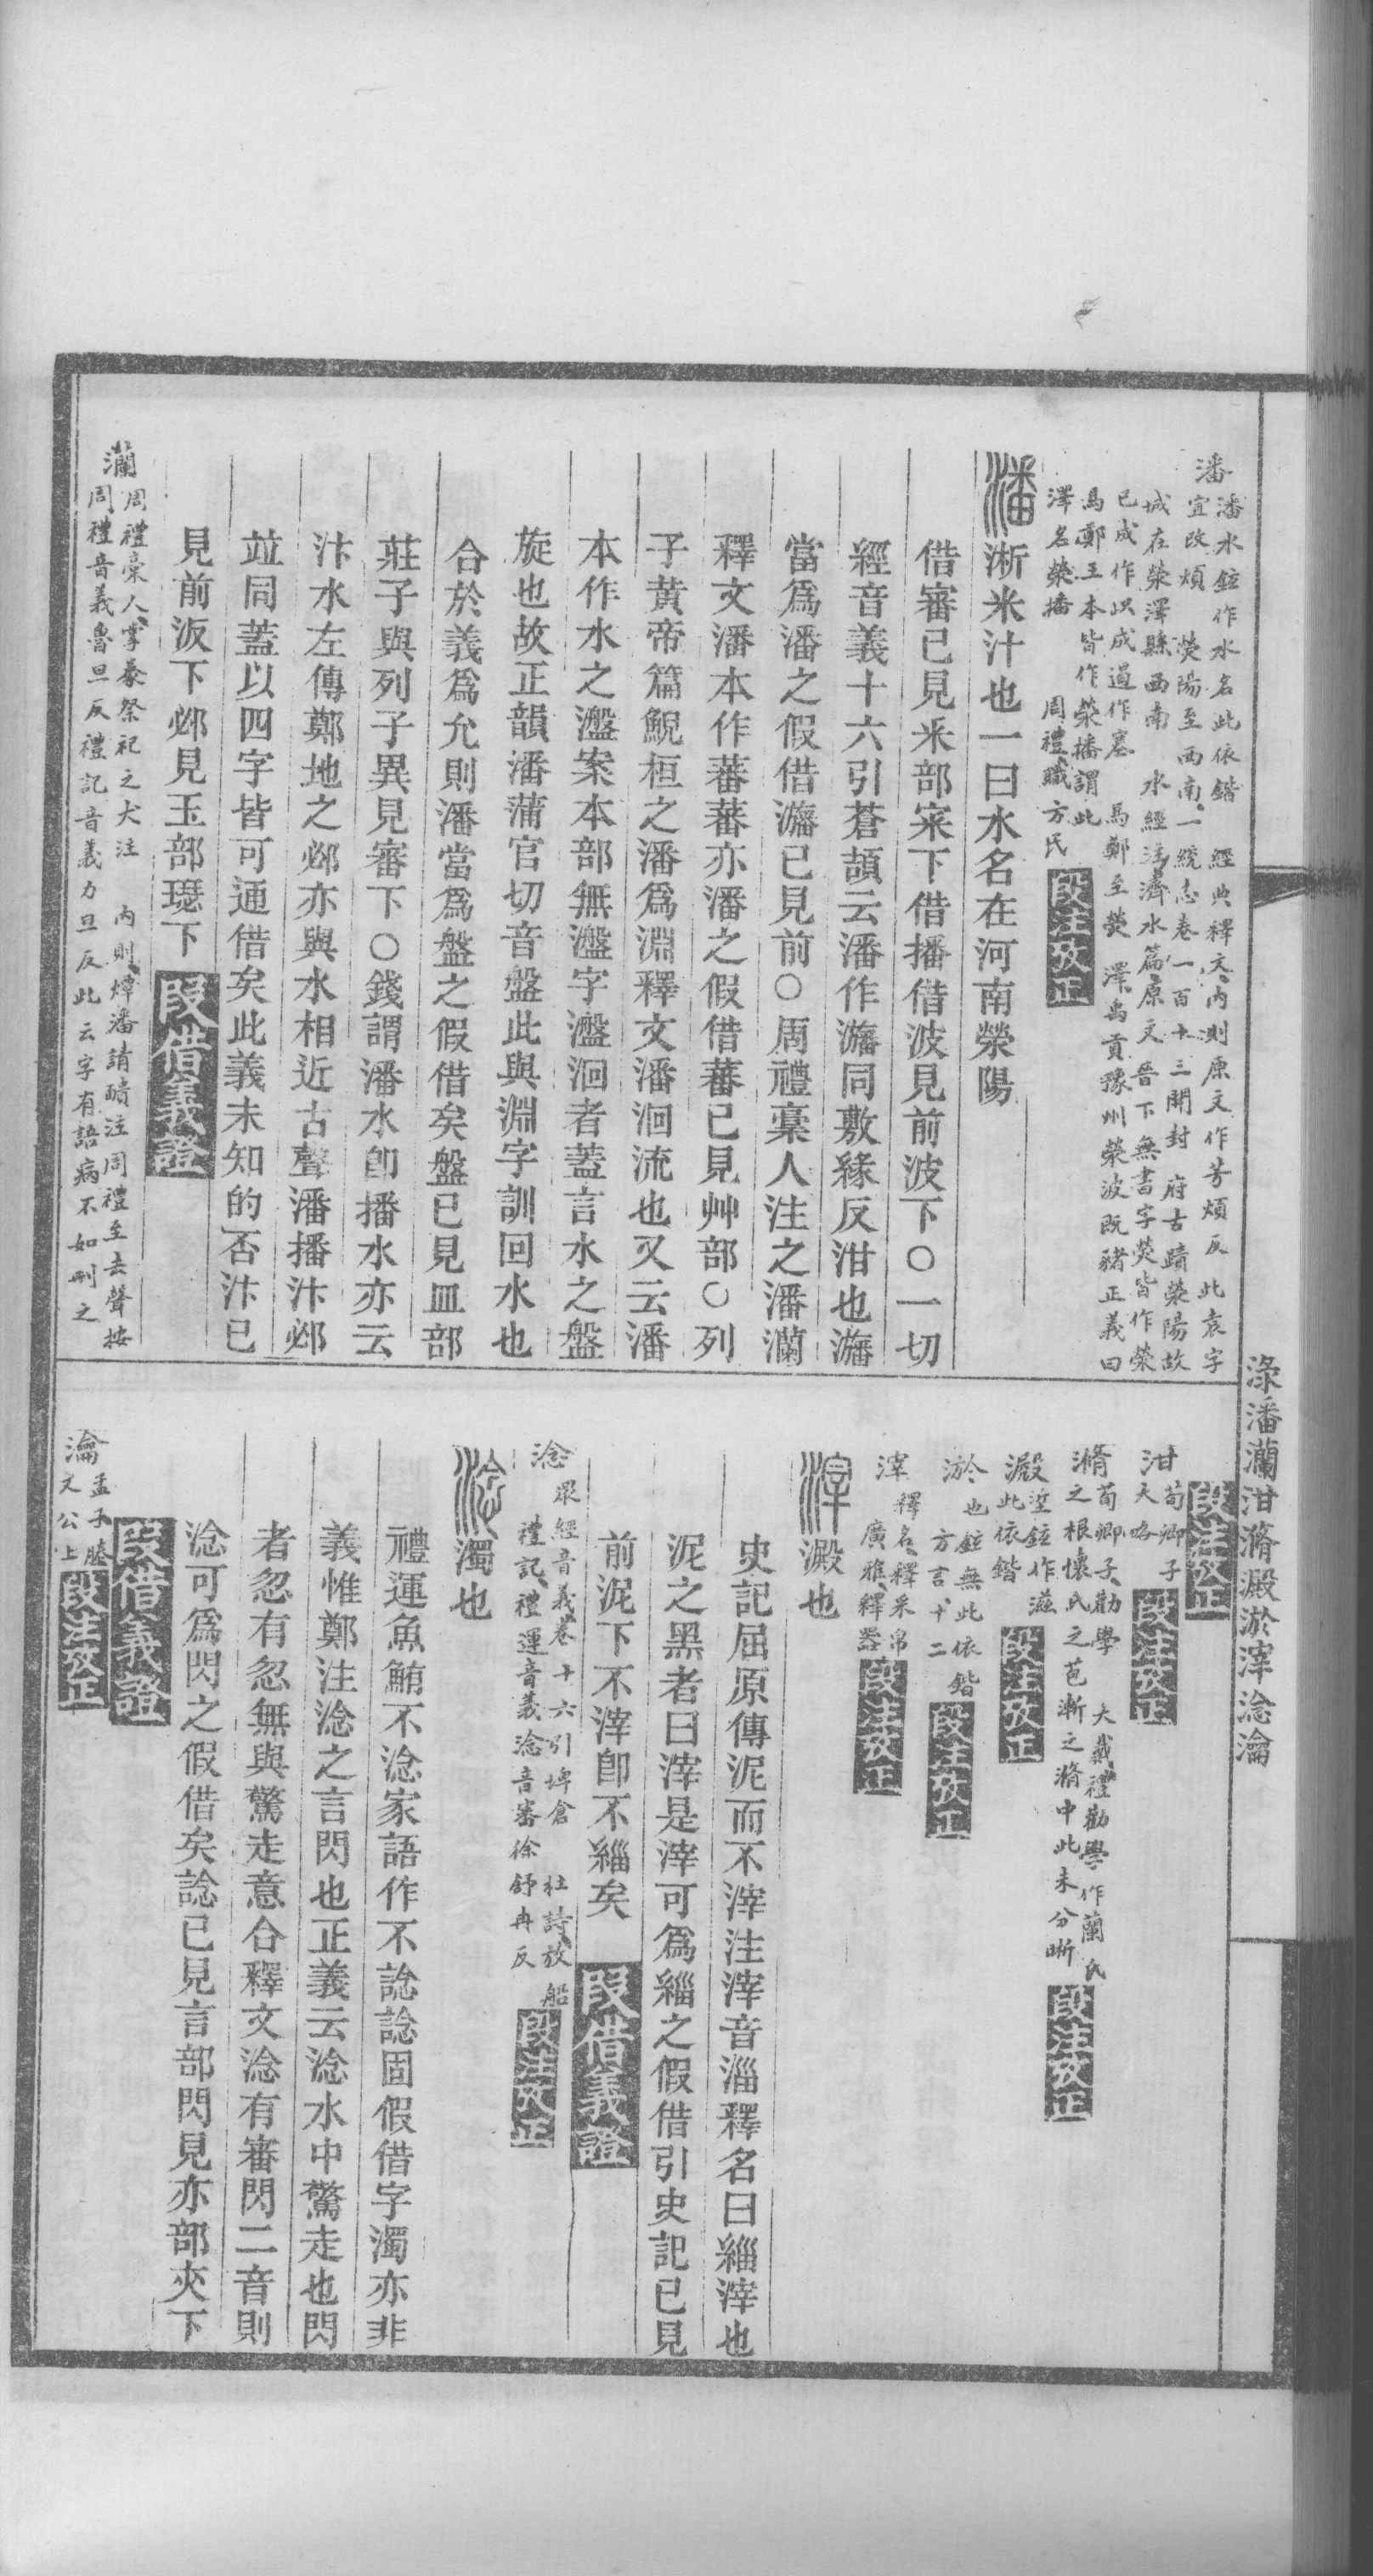 潘
潘水鉉作水名此依鍇　經典釋文、內則原文作芳煩反　此袁字
宜改煩　熒陽至西南、一統志卷一百十三開封　府古蹟滎陽故
城在滎澤縣西南　水經注、濟水篇、原文晉下無書字熒皆作滎
已成作以成過作塞　馬鄭至熒　澤、禹貢豫州滎波既豬正義曰
馬鄭王本皆作滎播謂此
澤名滎播　周禮、職方氏　段注攷正
潘淅米汁也一曰水名在河南滎陽
借審已見釆部宷下借播借波見前波下○一切
經音義十六引蒼頡云潘作瀋同敷緣反泔也瀋
當爲潘之假借瀋已見前○周禮稾人注之潘瀾
釋文潘本作蕃蕃亦潘之假借蕃已見艸部○列
子黄帝篇鯢桓之潘爲淵釋文潘洄流也又云潘
本作水之瀊案本部無瀊字瀊洄者蓋言水之盤
旋也故正韻潘蒲官切音盤此與淵字訓回水也
合於義爲允則潘當爲盤之假借矣盤已見皿部
莊子與列子異見審下○錢謂潘水卽播水亦云
汴水左傳鄭地之邲亦與水相近古聲潘播汴邲
竝同蓋以四字皆可通借矣此義未知的否汴已
見前汳下邲見玉部璱下　段借義證
瀾
周禮稾人、掌豢祭祀之犬注　內則、燂潘請靧注周禮至去聲按
周禮音義魯旦反禮記音義力旦反此云字有語病不如刪之
淥潘瀾泔滫澱淤滓淰瀹
段注攷正
泔
荀卿子
大略　段注攷正
滫
荀卿子、勸學　大戴禮勸學作蘭氏
之根懷氏之苞漸之滫中此未分晰　段注攷正
澱
垽鉉作滋
此依鍇　段注攷正
淤
也鉉無此依鍇
方言、十二　段注攷正
滓
釋名、釋采帛
廣雅、釋器　段注攷正
滓澱也
史記屈原傳泥而不滓注滓音淄釋名曰緇滓也
泥之黑者曰滓是滓可爲緇之假借引史記已見
前泥下不滓卽不緇矣　段借義證
淰
眾經音義、卷十六引埤倉　杜詩、放船
禮記、禮運音義淰音審徐舒冉反　段注攷正
淰濁也
禮運魚鮪不淰家語作不諗諗固假借字濁亦非
義惟鄭注淰之言閃也正義云淰水中驚走也閃
者忽有忽無與驚走意合釋文淰有審閃二音則
淰可爲閃之假借矣諗已見言部閃見亦部夾下
段借義證
瀹
孟子、滕
文公上　段注攷正